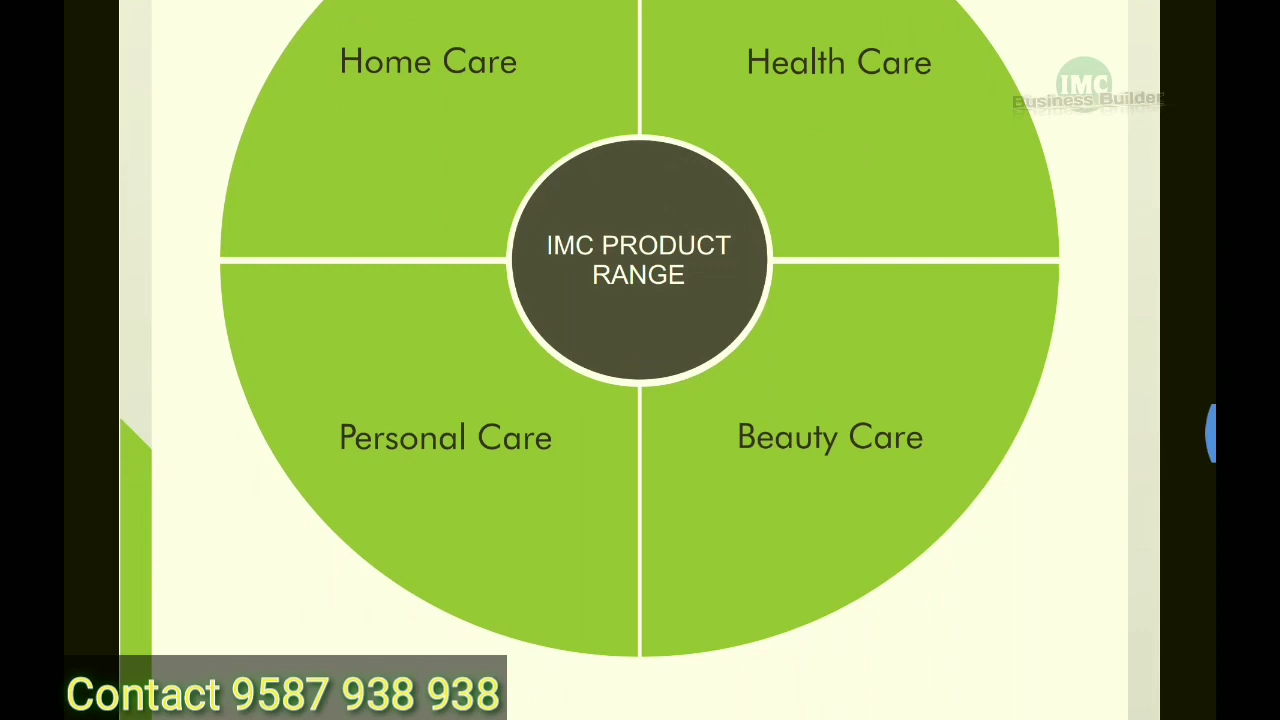 Home Care
Health Care
IMC
Business Builder
IMC PRODUCT
RANGE
Personal Care
Beauty Care
Contact 9587 938 938